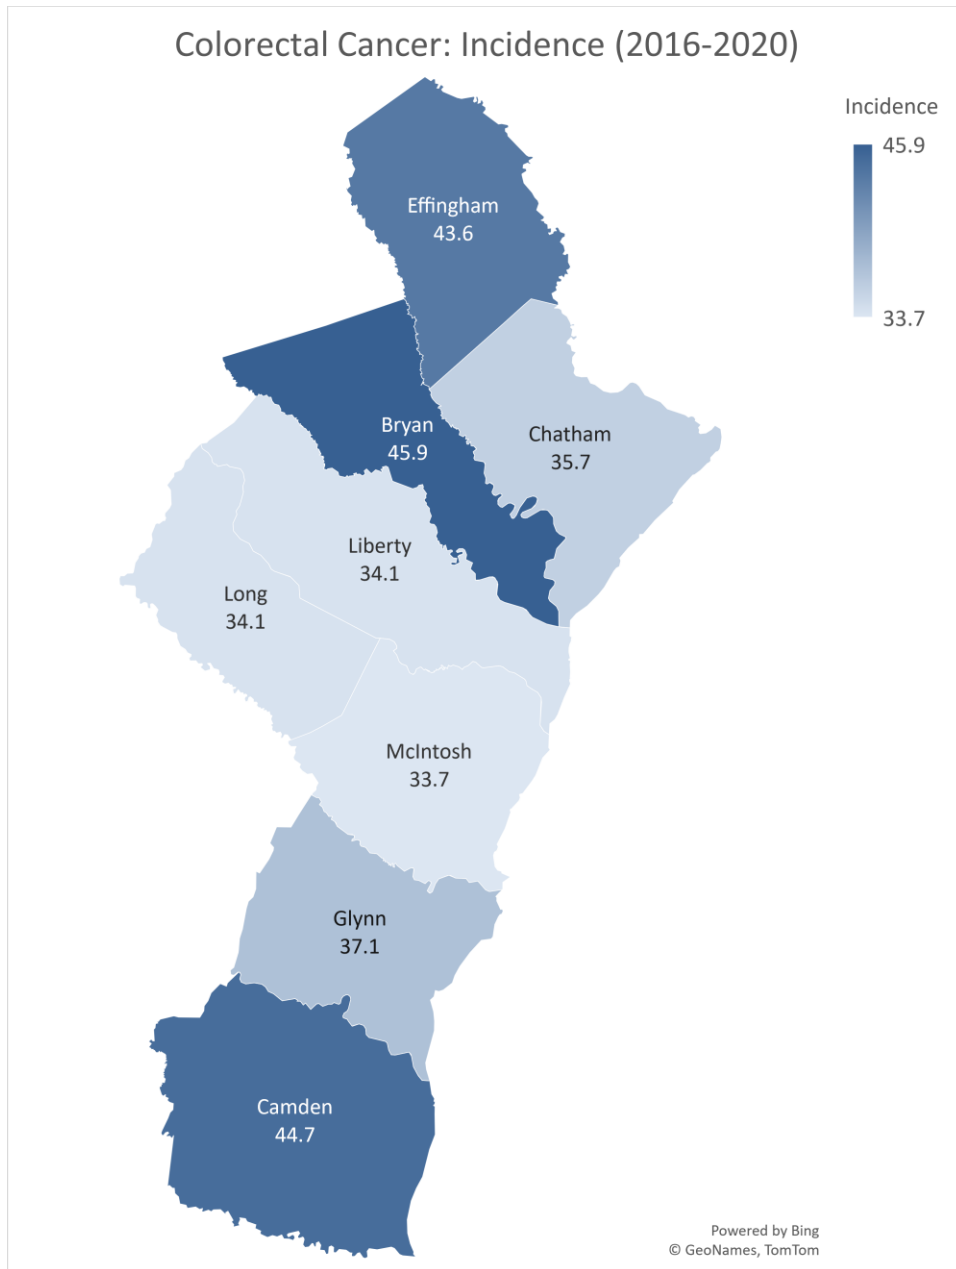 Colorectal Cancer: Incidence (2016-2020)
Incidence
45.9
33.7
Effingham
43.6
Bryan
45.9
Chatham
35.7
Liberty
34.1
Long
34.1
McIntosh
33.7
Glynn
37.1
Camden
44.7
Powered by Bing
© GeoNames, TomTom